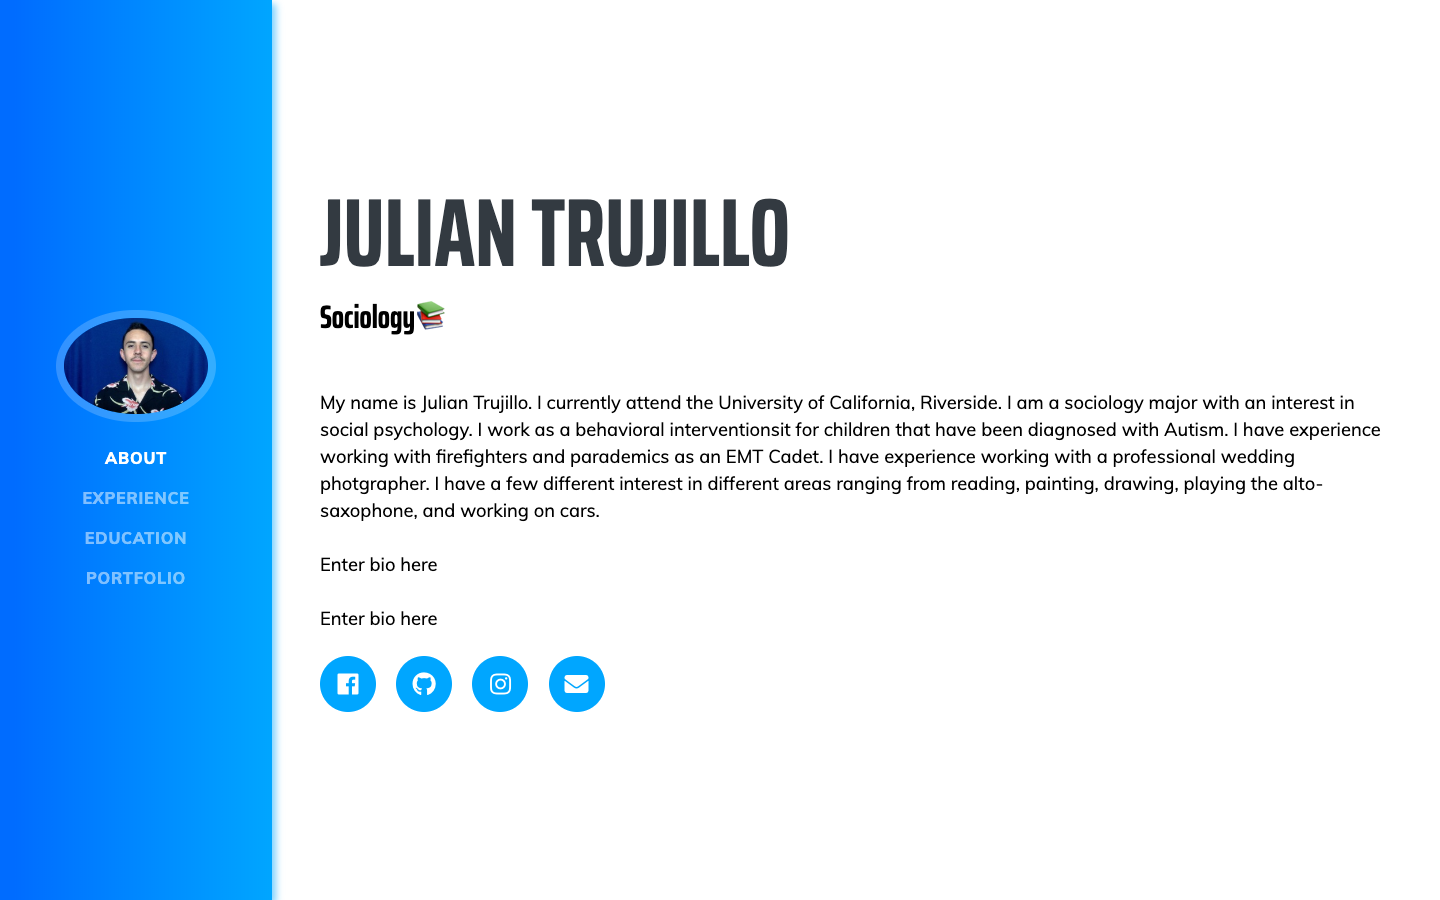 ABOUT
EXPERIENCE
EDUCATION
PORTFOLIO
JULIAN TRUJILLO
Sociology📚
My name is Julian Trujillo. I currently attend the University of California, Riverside. I am a sociology major with an interest in
social psychology. I work as a behavioral interventionsit for children that have been diagnosed with Autism. I have experience
working with firefighters and parademics as an EMT Cadet. I have experience working with a professional wedding
photgrapher. I have a few different interest in different areas ranging from reading, painting, drawing, playing the alto-
saxophone, and working on cars.
Enter bio here
Enter bio here